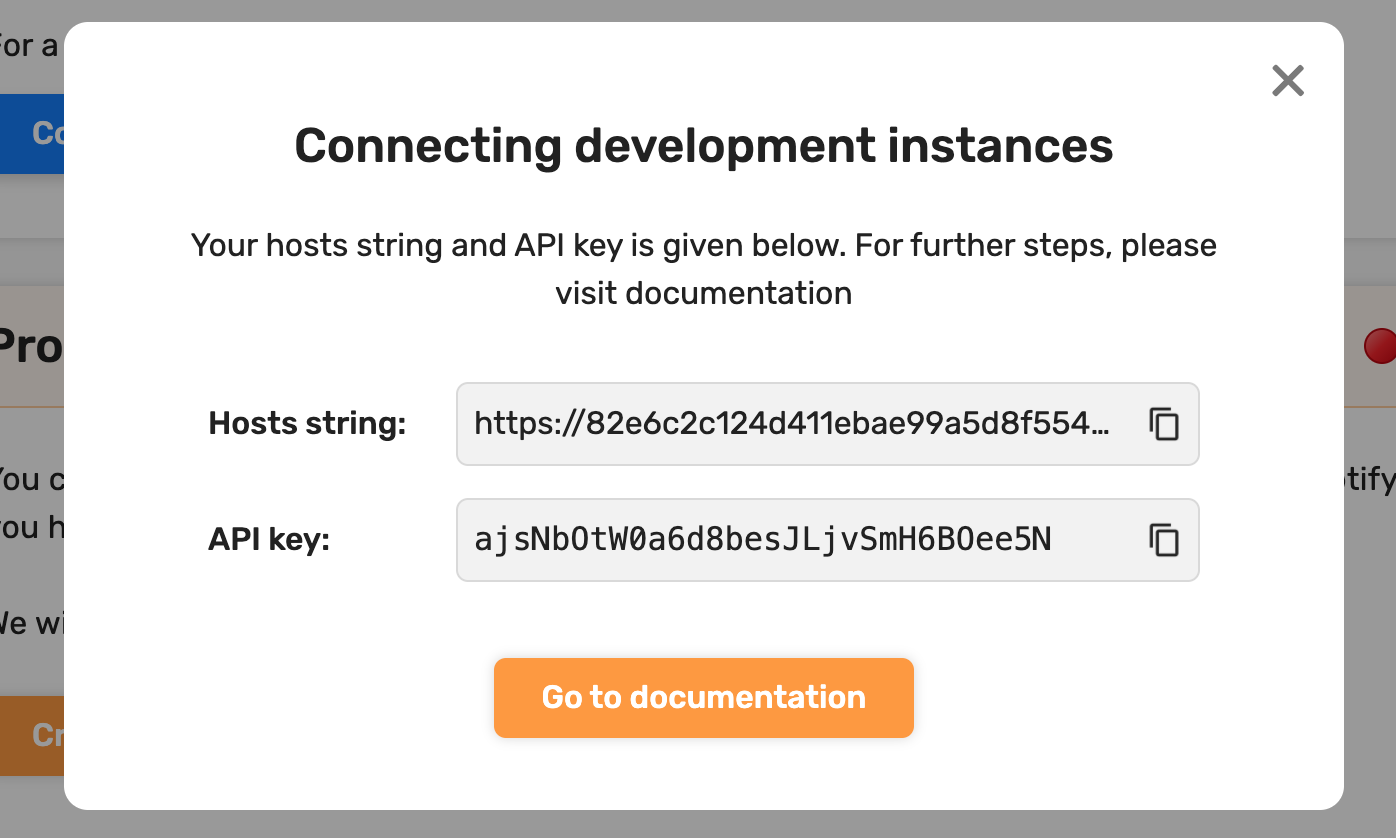 For a
Co
Connecting development instances
Your hosts string and API key is given below. For further steps, please
visit documentation
Pro
Hosts string: https://82e6c2c124d411ebae99a5d8f554…
You c
otify
you h
API key: ajsNbOtW0a6d8besJLjvSmH6BOee5N
We wi
Go to documentation
Cr